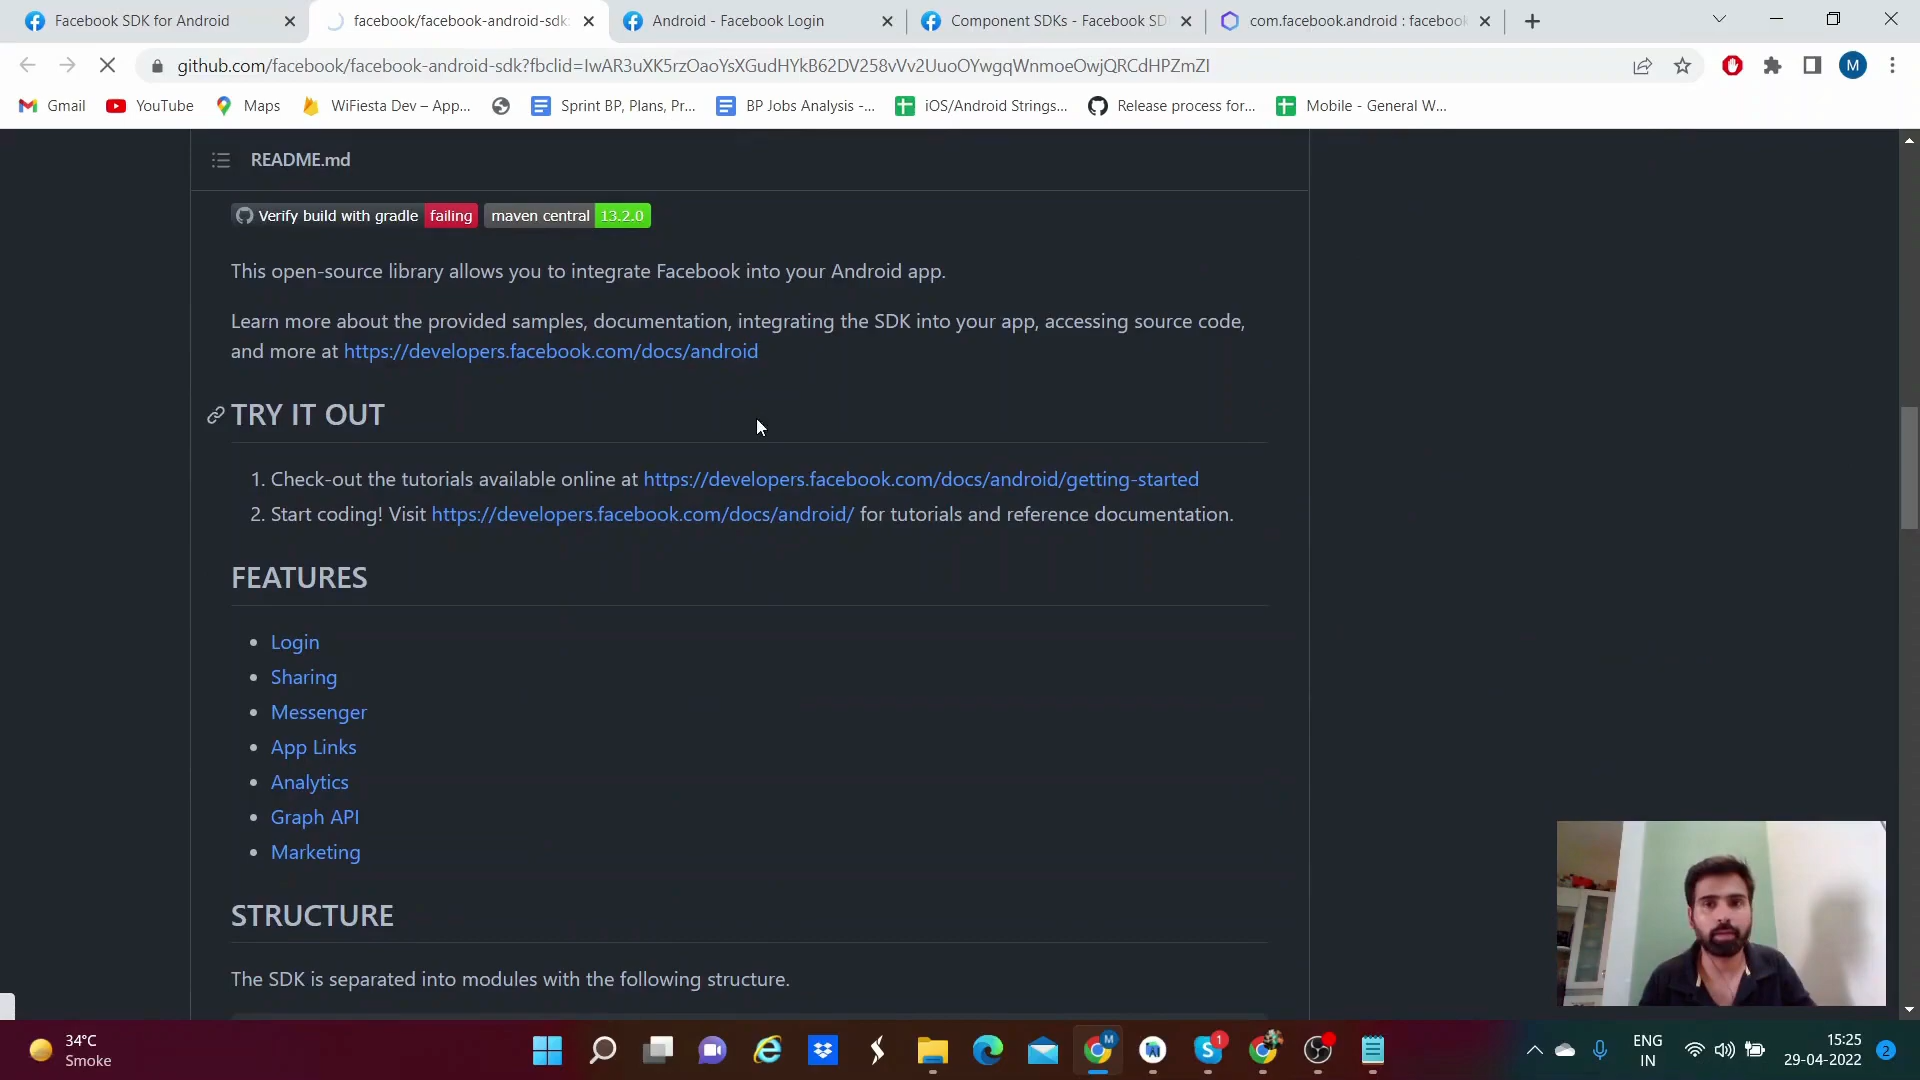 Facebook SDK for Android
facebook/facebook-android-sdk:
Android - Facebook Login
Component SDKs - Facebook SD
com.facebook.android : facebook
github.com/facebook/facebook-android-sdk?fbclid=IwAR3uXK5rzOaoYsXGudHYkB62DV258vVv2UuoOYwgqWnmoeOwjQRCdHPZmZI
M
Gmail
YouTube
Maps
WiFiesta Dev – App...
Sprint BP, Plans, Pr...
BP Jobs Analysis -...
iOS/Android Strings...
Release process for...
Mobile - General W...
README.md
Verify build with gradle failing
maven central 13.2.0
This open-source library allows you to integrate Facebook into your Android app.
Learn more about the provided samples, documentation, integrating the SDK into your app, accessing source code,
and more at https://developers.facebook.com/docs/android
TRY IT OUT
1. Check-out the tutorials available online at https://developers.facebook.com/docs/android/getting-started
2. Start coding! Visit https://developers.facebook.com/docs/android/ for tutorials and reference documentation.
FEATURES
• Login
• Sharing
• Messenger
• App Links
• Analytics
• Graph API
• Marketing
STRUCTURE
The SDK is separated into modules with the following structure.
34°C
Smoke
M
1
ENG
IN
15:25
29-04-2022
2